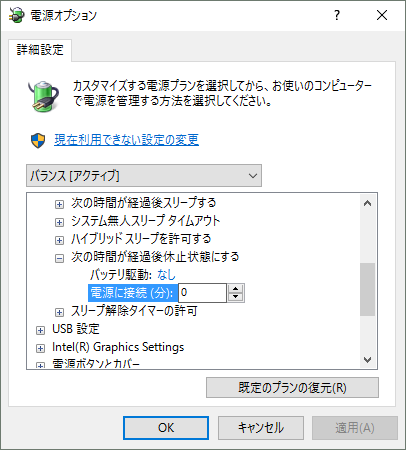 電源オプション
詳細設定
カスタマイズする電源プランを選択してから、お使いのコンピューター
で電源を管理する方法を選択してください。
現在利用できない設定の変更
バランス [アクティブ]
次の時間が経過後スリープする
システム無人スリープ タイムアウト
ハイブリッド スリープを許可する
次の時間が経過後休止状態にする
バッテリ駆動: なし
電源に接続 (分): 0
スリープ解除タイマーの許可
USB 設定
Intel(R) Graphics Settings
電源ボタンとカバー
既定のプランの復元(R)
OK
キャンセル
適用(A)